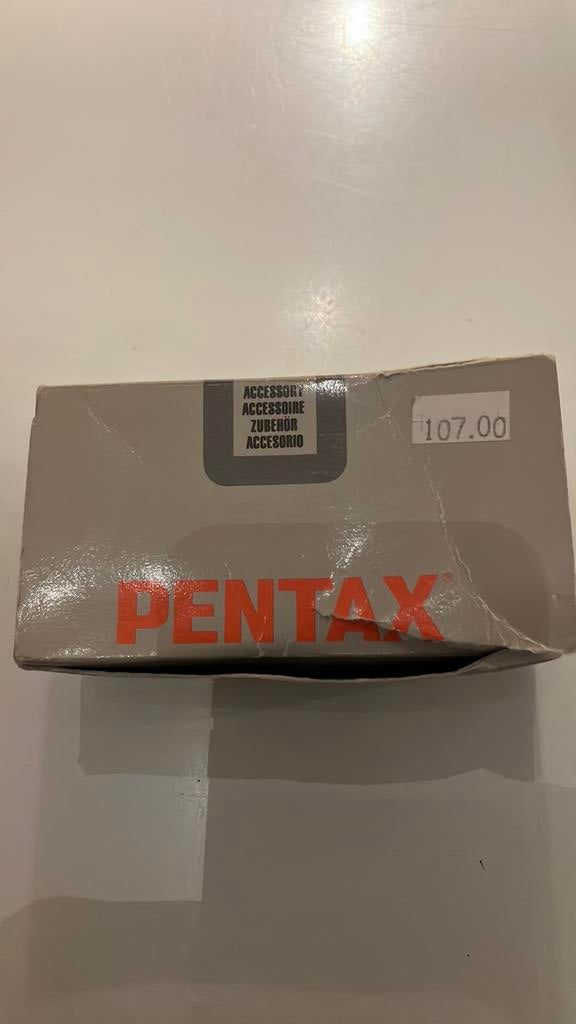 ACCESSORY
ACCESSOIRE
ZUBEHÖR
ACCESORIO
107.00
PENTAX®